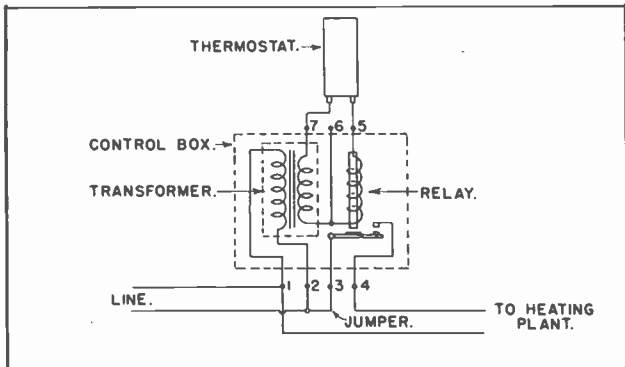 THERMOSTAT.
7 6 5
CONTROL BOX.
TRANSFORMER.
RELAY.
1 2 3 4
LINE.
JUMPER.
TO HEATING
PLANT.